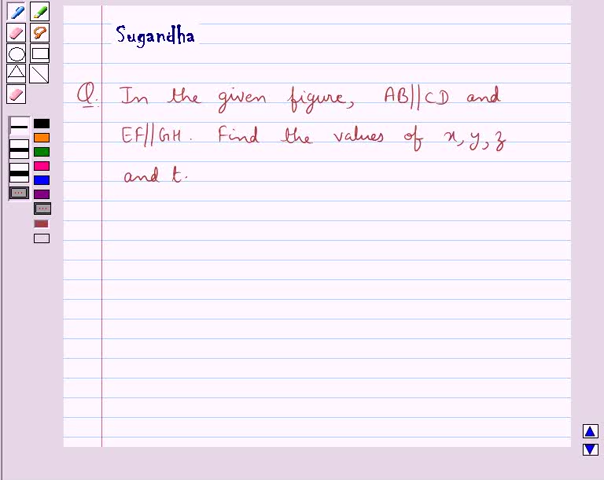 Sugandha
Q. In the given figure, AB||CD and
EF||GH. Find the values of x, y, z
and t.